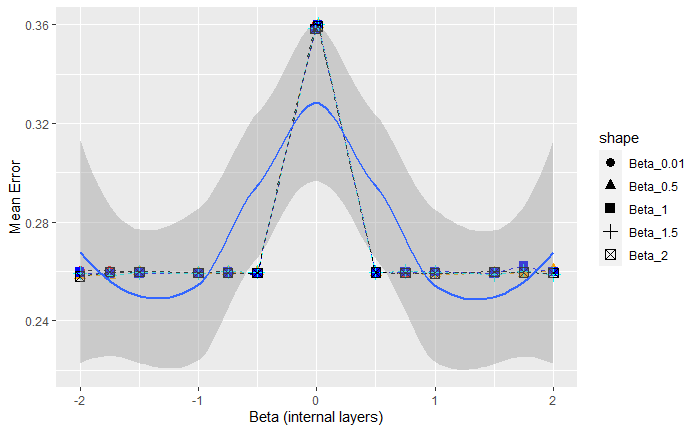 0.36
0.32
0.28
0.24
Mean Error
-2
-1
0
1
2
Beta (internal layers)
shape
Beta_0.01
Beta_0.5
Beta_1
Beta_1.5
Beta_2